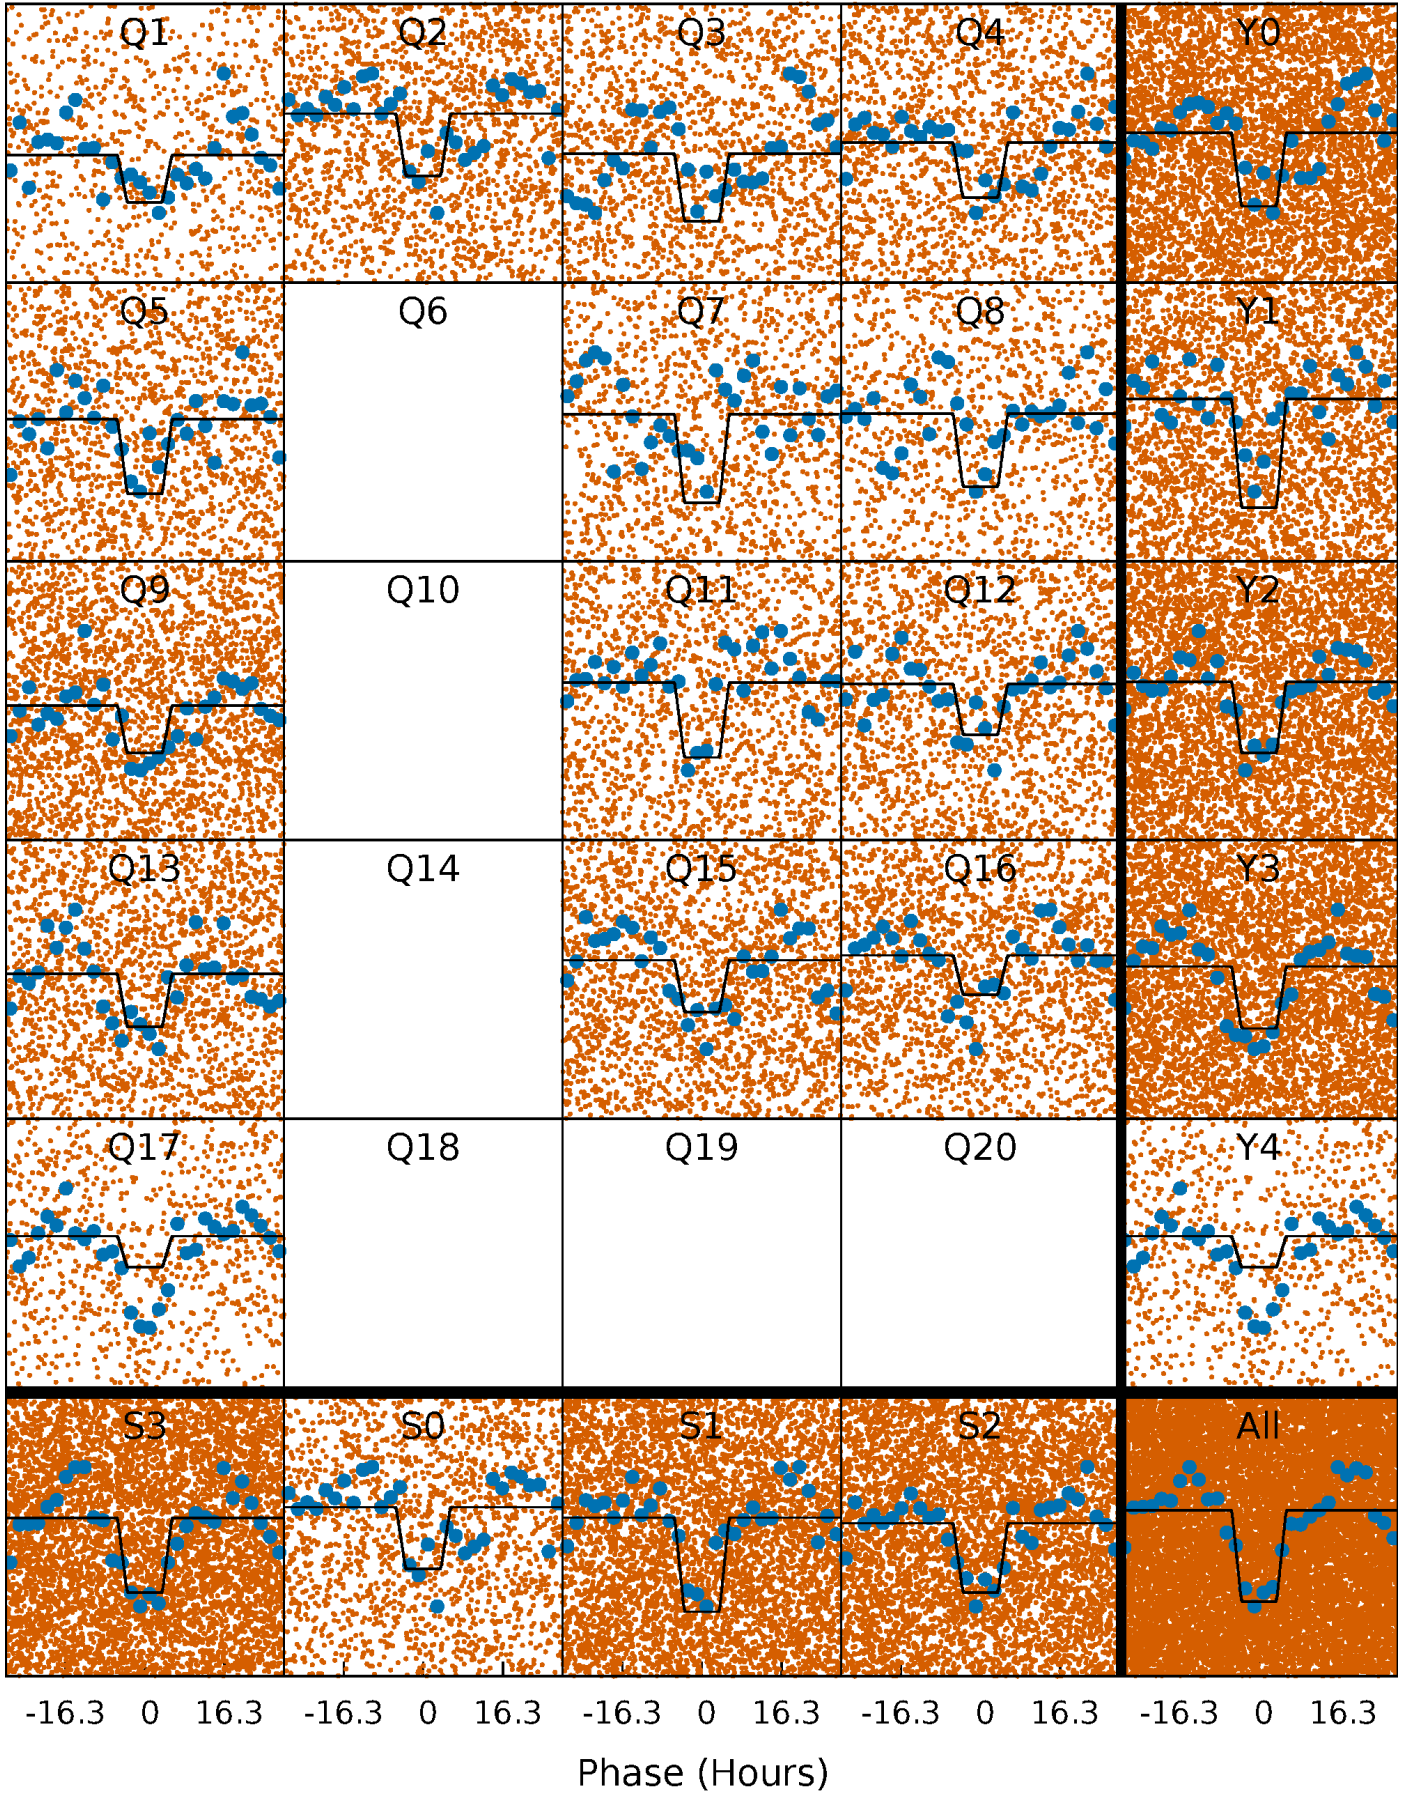 Q1 Q2 Q3 Q4 Y0
Q5 Q6 Q7 Q8 Y1
Q9 Q10 Q11 Q12 Y2
Q13 Q14 Q15 Q16 Y3
Q17 Q18 Q19 Q20 Y4
S3 S0 S1 S2 All
-16.3 0 16.3 -16.3 0 16.3 -16.3 0 16.3 -16.3 0 16.3 -16.3 0 16.3
Phase (Hours)